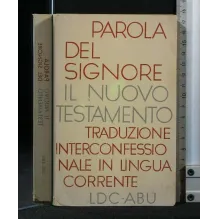 PAROLA
DEL
SIGNORE
IL NUOVO
TESTAMENTO
TRADUZIONE
INTERCONFESSIO
NALE IN LINGUA
CORRENTE
LDC-ABU